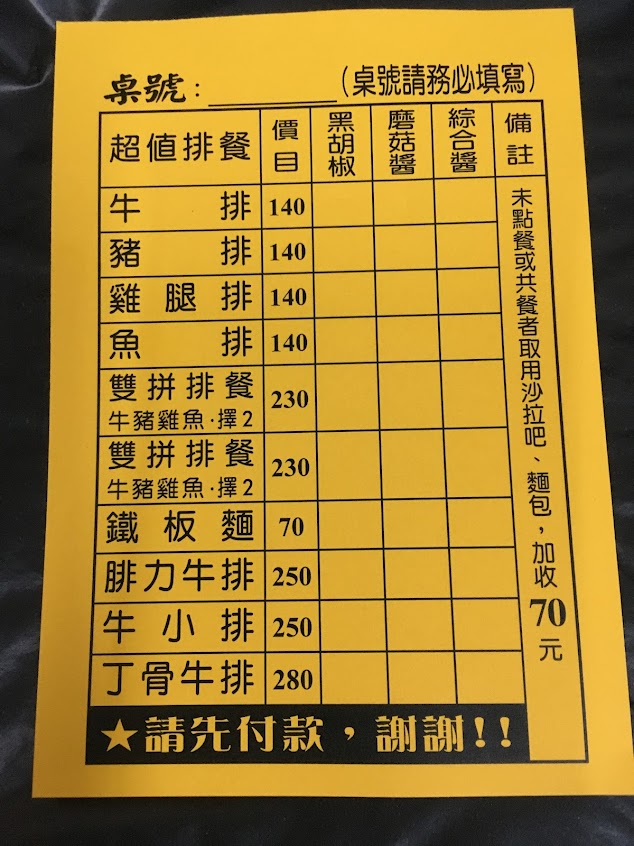 桌號:________(桌號請務必填寫)
超值排餐 價目 黑胡椒 磨菇醬 綜合醬 備註
牛排 140
豬排 140
雞腿排 140
魚排 140
雙拼排餐 230
牛豬雞魚·擇2
雙拼排餐 230
牛豬雞魚·擇2
鐵板麵 70
腓力牛排 250
牛小排 250
丁骨牛排 280
未點餐或共餐者取用沙拉吧、麵包,加收70元
★請先付款,謝謝!!